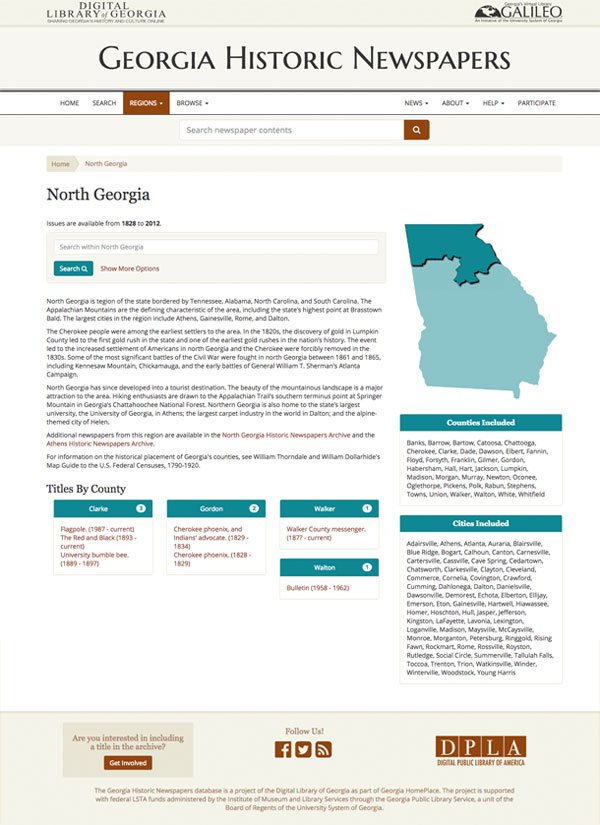 DIGITAL
LIBRARY of GEORGIA
SHARING GEORGIA'S HISTORY AND CULTURE ONLINE
Georgia's Virtual Library
GALILEO
An Initiative of the University System of Georgia
GEORGIA HISTORIC NEWSPAPERS
HOME SEARCH REGIONS BROWSE NEWS ABOUT HELP PARTICIPATE
Search newspaper contents
Home North Georgia
North Georgia
Issues are available from 1828 to 2012.
Search within North Georgia
Search Show More Options
North Georgia is tegion of the state bordered by Tennessee, Alabama, North Carolina, and South Carolina. The
Appalachian Mountains are the defining characteristic of the area, including the state's highest point at Brasstown
Bald. The largest cities in the region include Athens, Gainesville, Rome, and Dalton.
The Cherokee people were among the earliest settlers to the area. In the 1820s, the discovery of gold in Lumpkin
County led to the first gold rush in the state and one of the earliest gold rushes in the nation's history. The event
led to the increased settlement of Americans in north Georgia and the Cherokee were forcibly removed in the
1830s. Some of the most significant battles of the Civil War were fought in north Georgia between 1861 and 1865,
including Kennesaw Mountain, Chickamauga, and the early battles of General William T. Sherman's Atlanta
Campaign.
North Georgia has since developed into a tourist destination. The beauty of the mountainous landscape is a major
attraction to the area. Hiking enthusiasts are drawn to the Appalachian Trail's southern terminus point at Springer
Mountain in Georgia's Chattahoochee National Forest. Northern Georgia is also home to the state's largest
university, the University of Georgia, in Athens; the largest carpet industry in the world in Dalton; and the alpine-
themed city of Helen.
Additional newspapers from this region are available in the North Georgia Historic Newspapers Archive and the
Athens Historic Newspapers Archive.
For information on the historical placement of Georgia's counties, see William Thorndale and William Dollarhide's
Map Guide to the U.S. Federal Censuses, 1790-1920.
Titles By County
Clarke 3
Flagpole. (1987 - current)
The Red and Black (1893 -
current)
University bumble bee.
(1889 - 1897)
Gordon 2
Cherokee phoenix, and
Indians' advocate. (1829 -
1834)
Cherokee phoenix. (1828 -
1829)
Walker 1
Walker County messenger.
(1877 - current)
Walton 1
Bulletin (1958 - 1962)
Counties Included
Banks, Barrow, Bartow, Catoosa, Chattooga,
Cherokee, Clarke, Dade, Dawson, Elbert, Fannin,
Floyd, Forsyth, Franklin, Gilmer, Gordon,
Habersham, Hall, Hart, Jackson, Lumpkin,
Madison, Morgan, Murray, Newton, Oconee,
Oglethorpe, Pickens, Polk, Rabun, Stephens,
Towns, Union, Walker, Walton, White, Whitfield
Cities Included
Adairsville, Athens, Atlanta, Auraria, Blairsville,
Blue Ridge, Bogart, Calhoun, Canton, Carnesville,
Cartersville, Cassville, Cave Spring, Cedartown,
Chatsworth, Clarkesville, Clayton, Cleveland,
Commerce, Cornelia, Covington, Crawford,
Cumming, Dahlonega, Dalton, Danielsville,
Dawsonville, Demorest, Echota, Elberton, Ellijay,
Emerson, Eton, Gainesville, Hartwell, Hiawassee,
Homer, Hoschton, Hull, Jasper, Jefferson,
Kingston, LaFayette, Lavonia, Lexington,
Loganville, Madison, Maysville, McCaysville,
Monroe, Morganton, Petersburg, Ringgold, Rising
Fawn, Rockmart, Rome, Rossville, Royston,
Rutledge, Social Circle, Summerville, Tallulah Falls,
Toccoa, Trenton, Trion, Watkinsville, Winder,
Winterville, Woodstock, Young Harris
Are you interested in including
a title in the archive?
Get Involved
Follow Us!
DPLA
DIGITAL PUBLIC LIBRARY OF AMERICA
The Georgia Historic Newspapers database is a project of the Digital Library of Georgia as part of Georgia HomePlace. The project is supported
with federal LSTA funds administered by the Institute of Museum and Library Services through the Georgia Public Library Service, a unit of the
Board of Regents of the University System of Georgia.